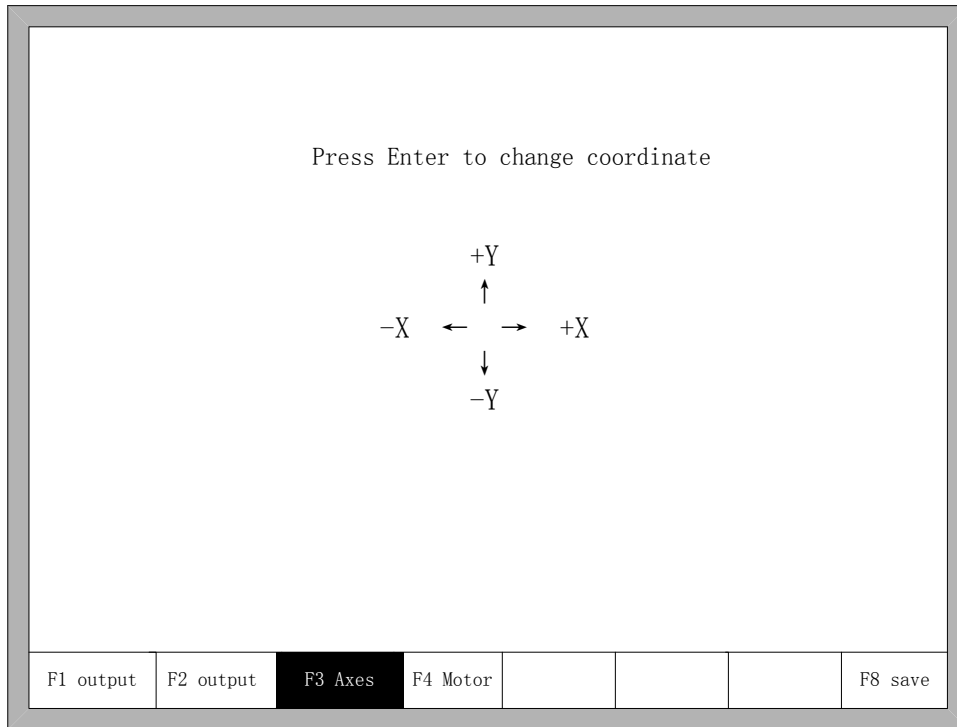 Press Enter to change coordinate
+Y
↑
-X ← → +X
↓
-Y
F1 output F2 output F3 Axes F4 Motor F8 save